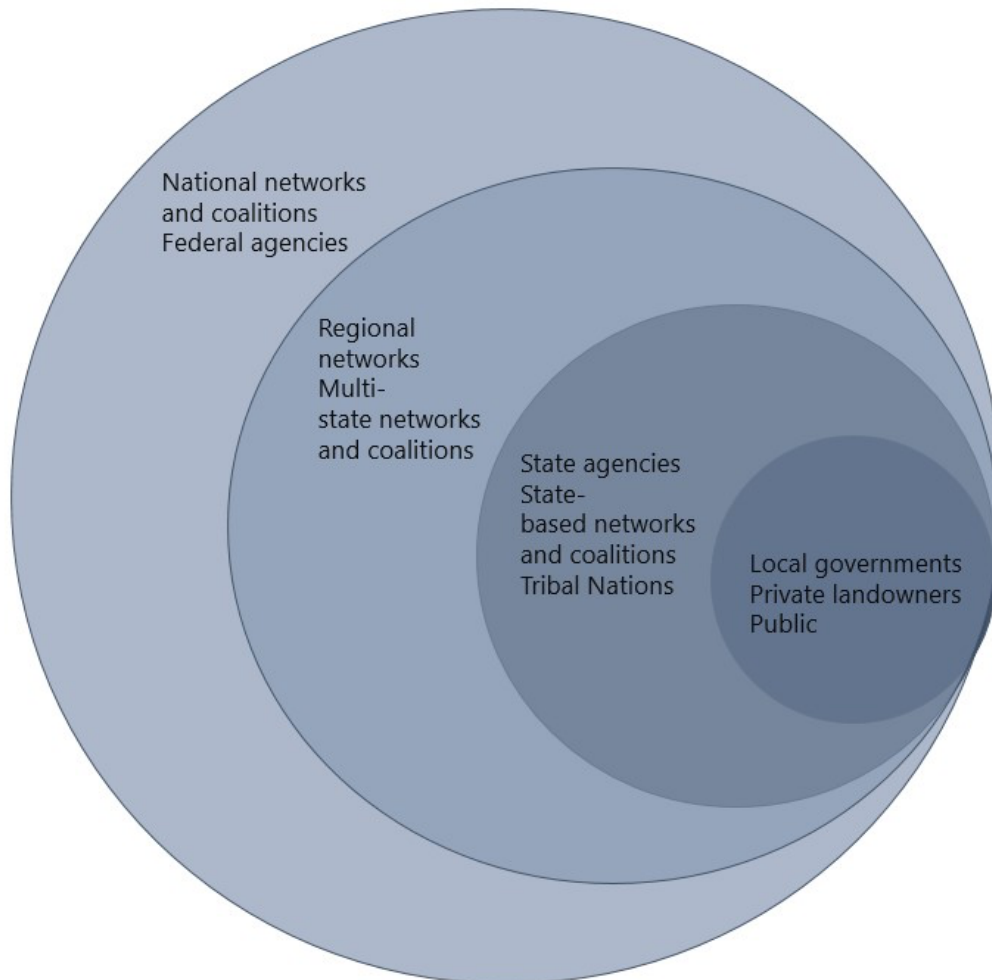 National networks
and coalitions
Federal agencies
Regional
networks
Multi-
state networks
and coalitions
State agencies
State-
based networks
and coalitions
Tribal Nations
Local governments
Private landowners
Public